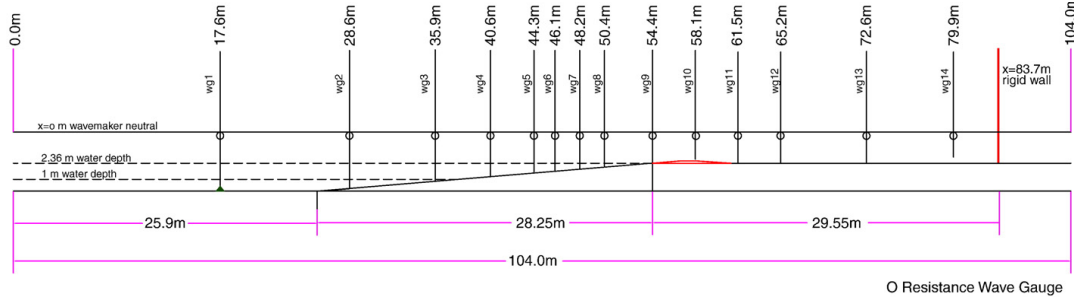 0.0m
17.6m
28.6m
35.9m
40.6m
44.3m
46.1m
48.2m
50.4m
54.4m
58.1m
61.5m
65.2m
72.6m
79.9m
104.0m
wg1
wg2
wg3
wg4
wg5
wg6
wg7
wg8
wg9
wg10
wg11
wg12
wg13
wg14
x=83.7m
rigid wall
x=o m wavemaker neutral
2.36 m water depth
1 m water depth
25.9m
28.25m
29.55m
104.0m
O Resistance Wave Gauge